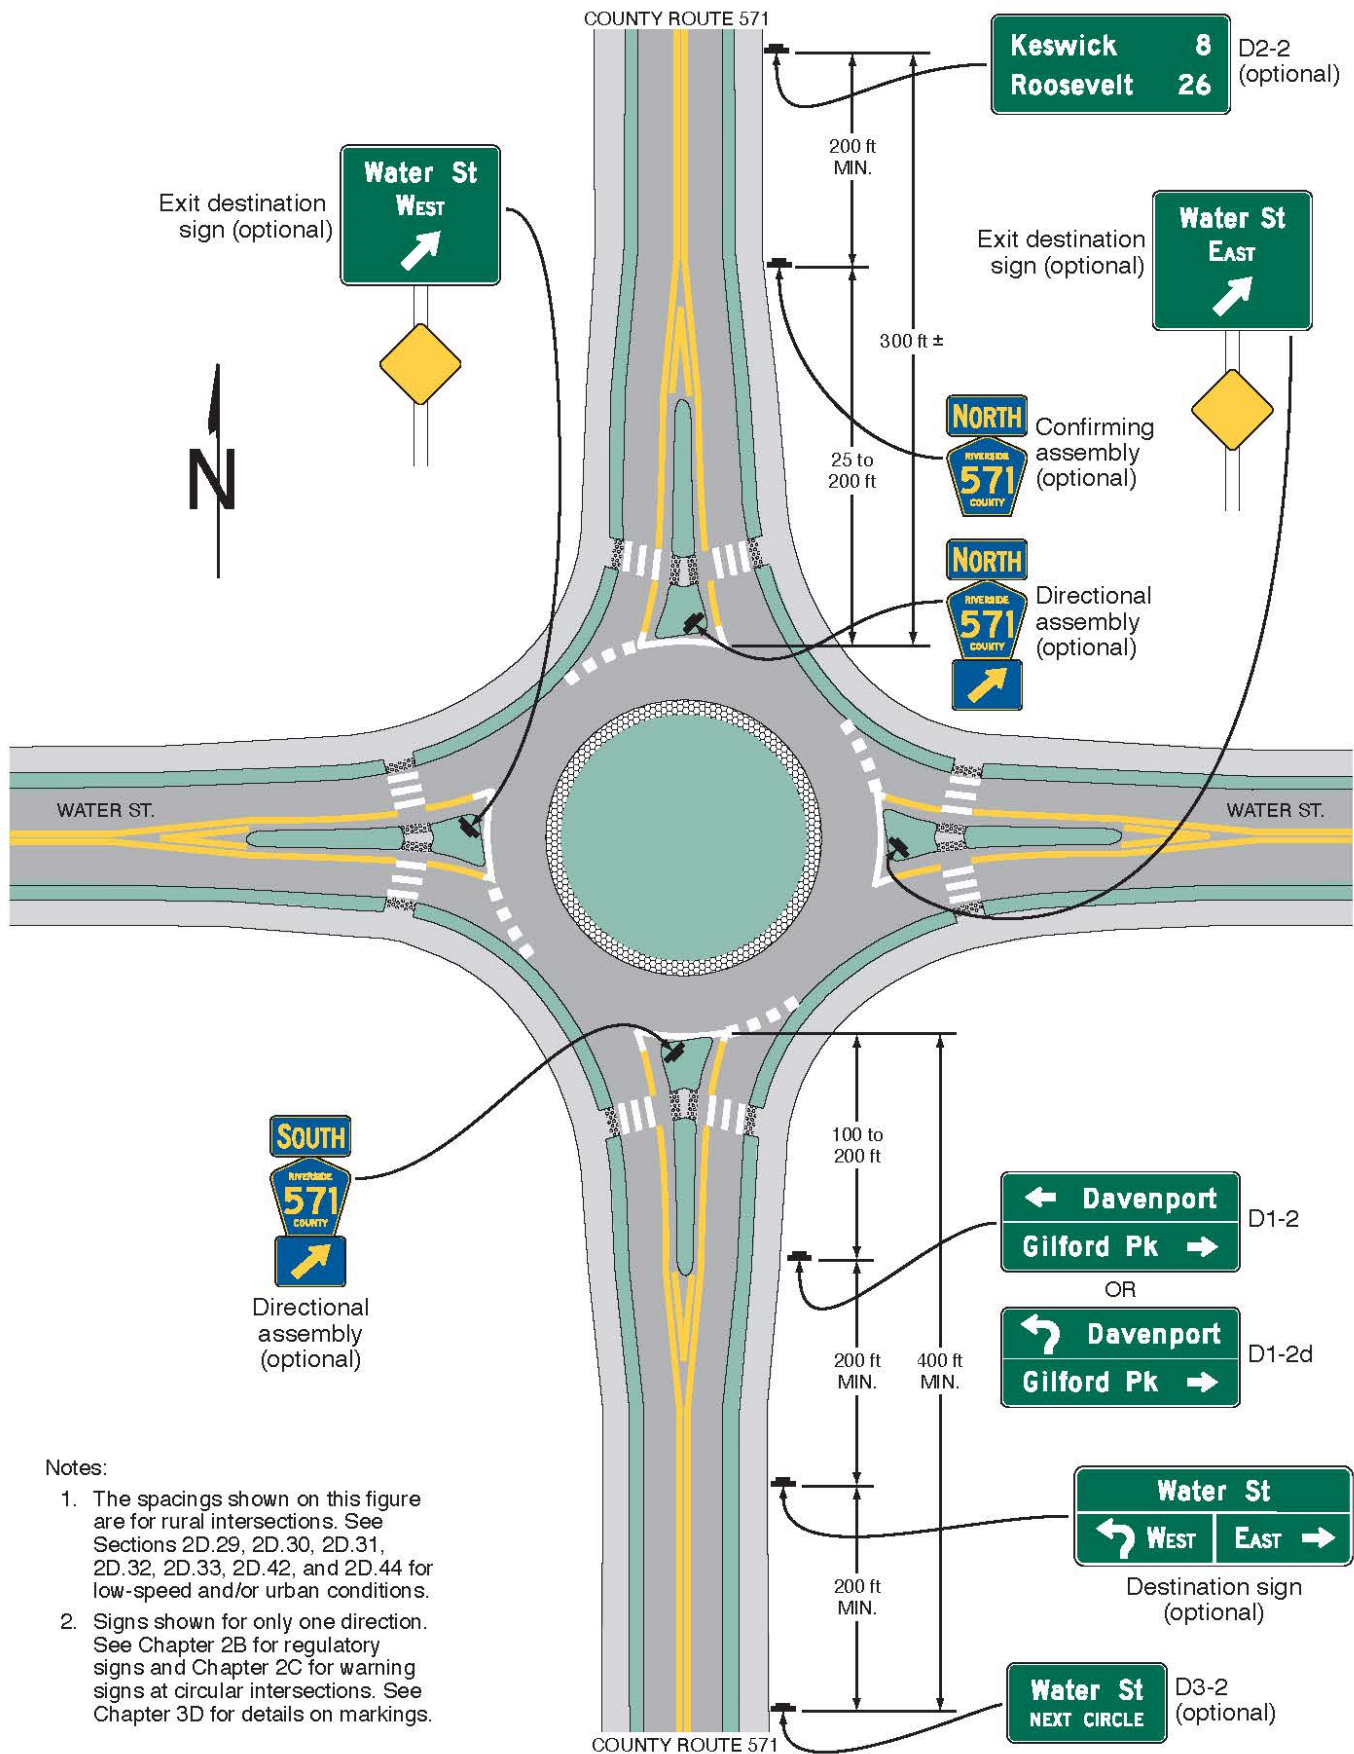 COUNTY ROUTE 571
Keswick 8
Roosevelt 26
D2-2
(optional)
200 ft
MIN.
Water St
WEST
Exit destination
sign (optional)
Water St
EAST
Exit destination
sign (optional)
300 ft ±
N
25 to
200 ft
NORTH
RIVERSIDE
571
COUNTY
Confirming
assembly
(optional)
NORTH
RIVERSIDE
571
COUNTY
Directional
assembly
(optional)
WATER ST.
WATER ST.
SOUTH
RIVERSIDE
571
COUNTY
Directional
assembly
(optional)
100 to
200 ft
Davenport
Gilford Pk
D1-2
OR
Davenport
Gilford Pk
D1-2d
200 ft
MIN.
400 ft
MIN.
Water St
WEST EAST
Destination sign
(optional)
200 ft
MIN.
Water St
NEXT CIRCLE
D3-2
(optional)
Notes:
1. The spacings shown on this figure
are for rural intersections. See
Sections 2D.29, 2D.30, 2D.31,
2D.32, 2D.33, 2D.42, and 2D.44 for
low-speed and/or urban conditions.
2. Signs shown for only one direction.
See Chapter 2B for regulatory
signs and Chapter 2C for warning
signs at circular intersections. See
Chapter 3D for details on markings.
COUNTY ROUTE 571